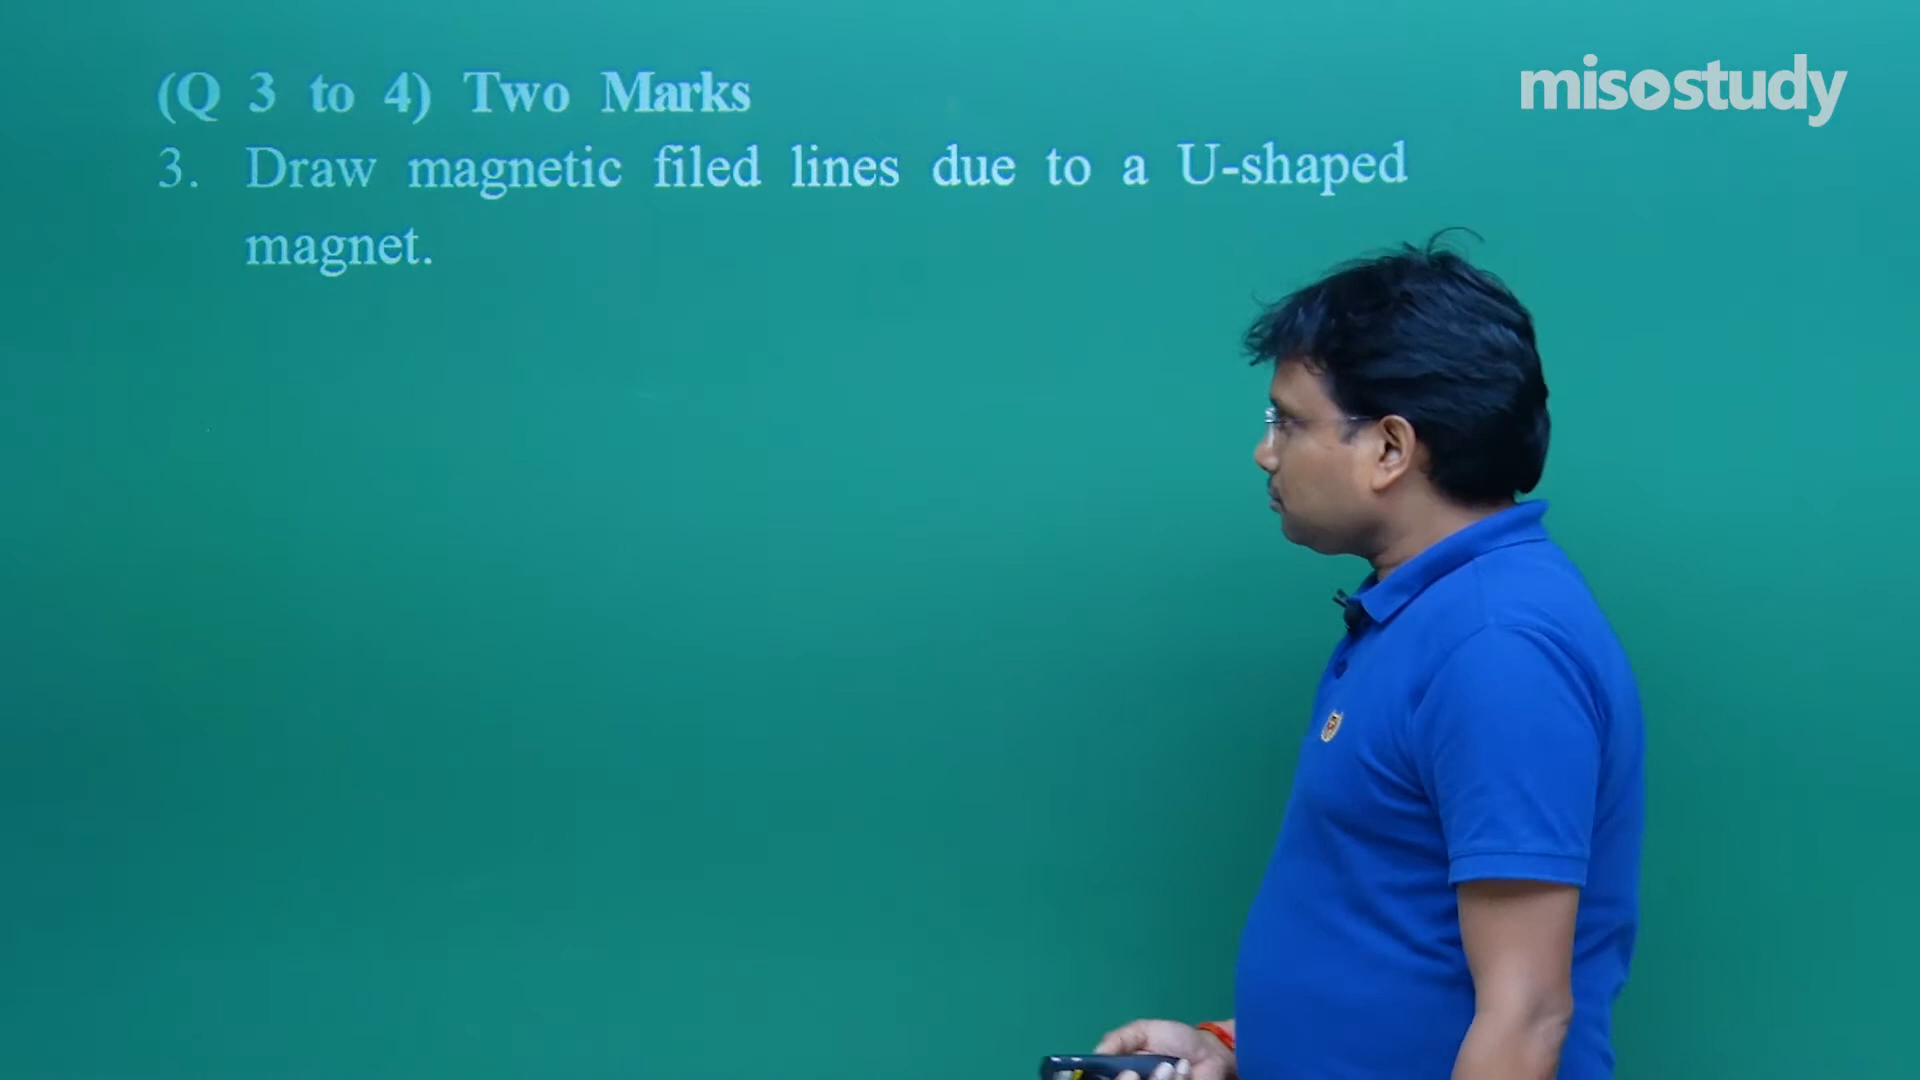 misostudy
(Q 3 to 4) Two Marks
3. Draw magnetic filed lines due to a U-shaped
magnet.